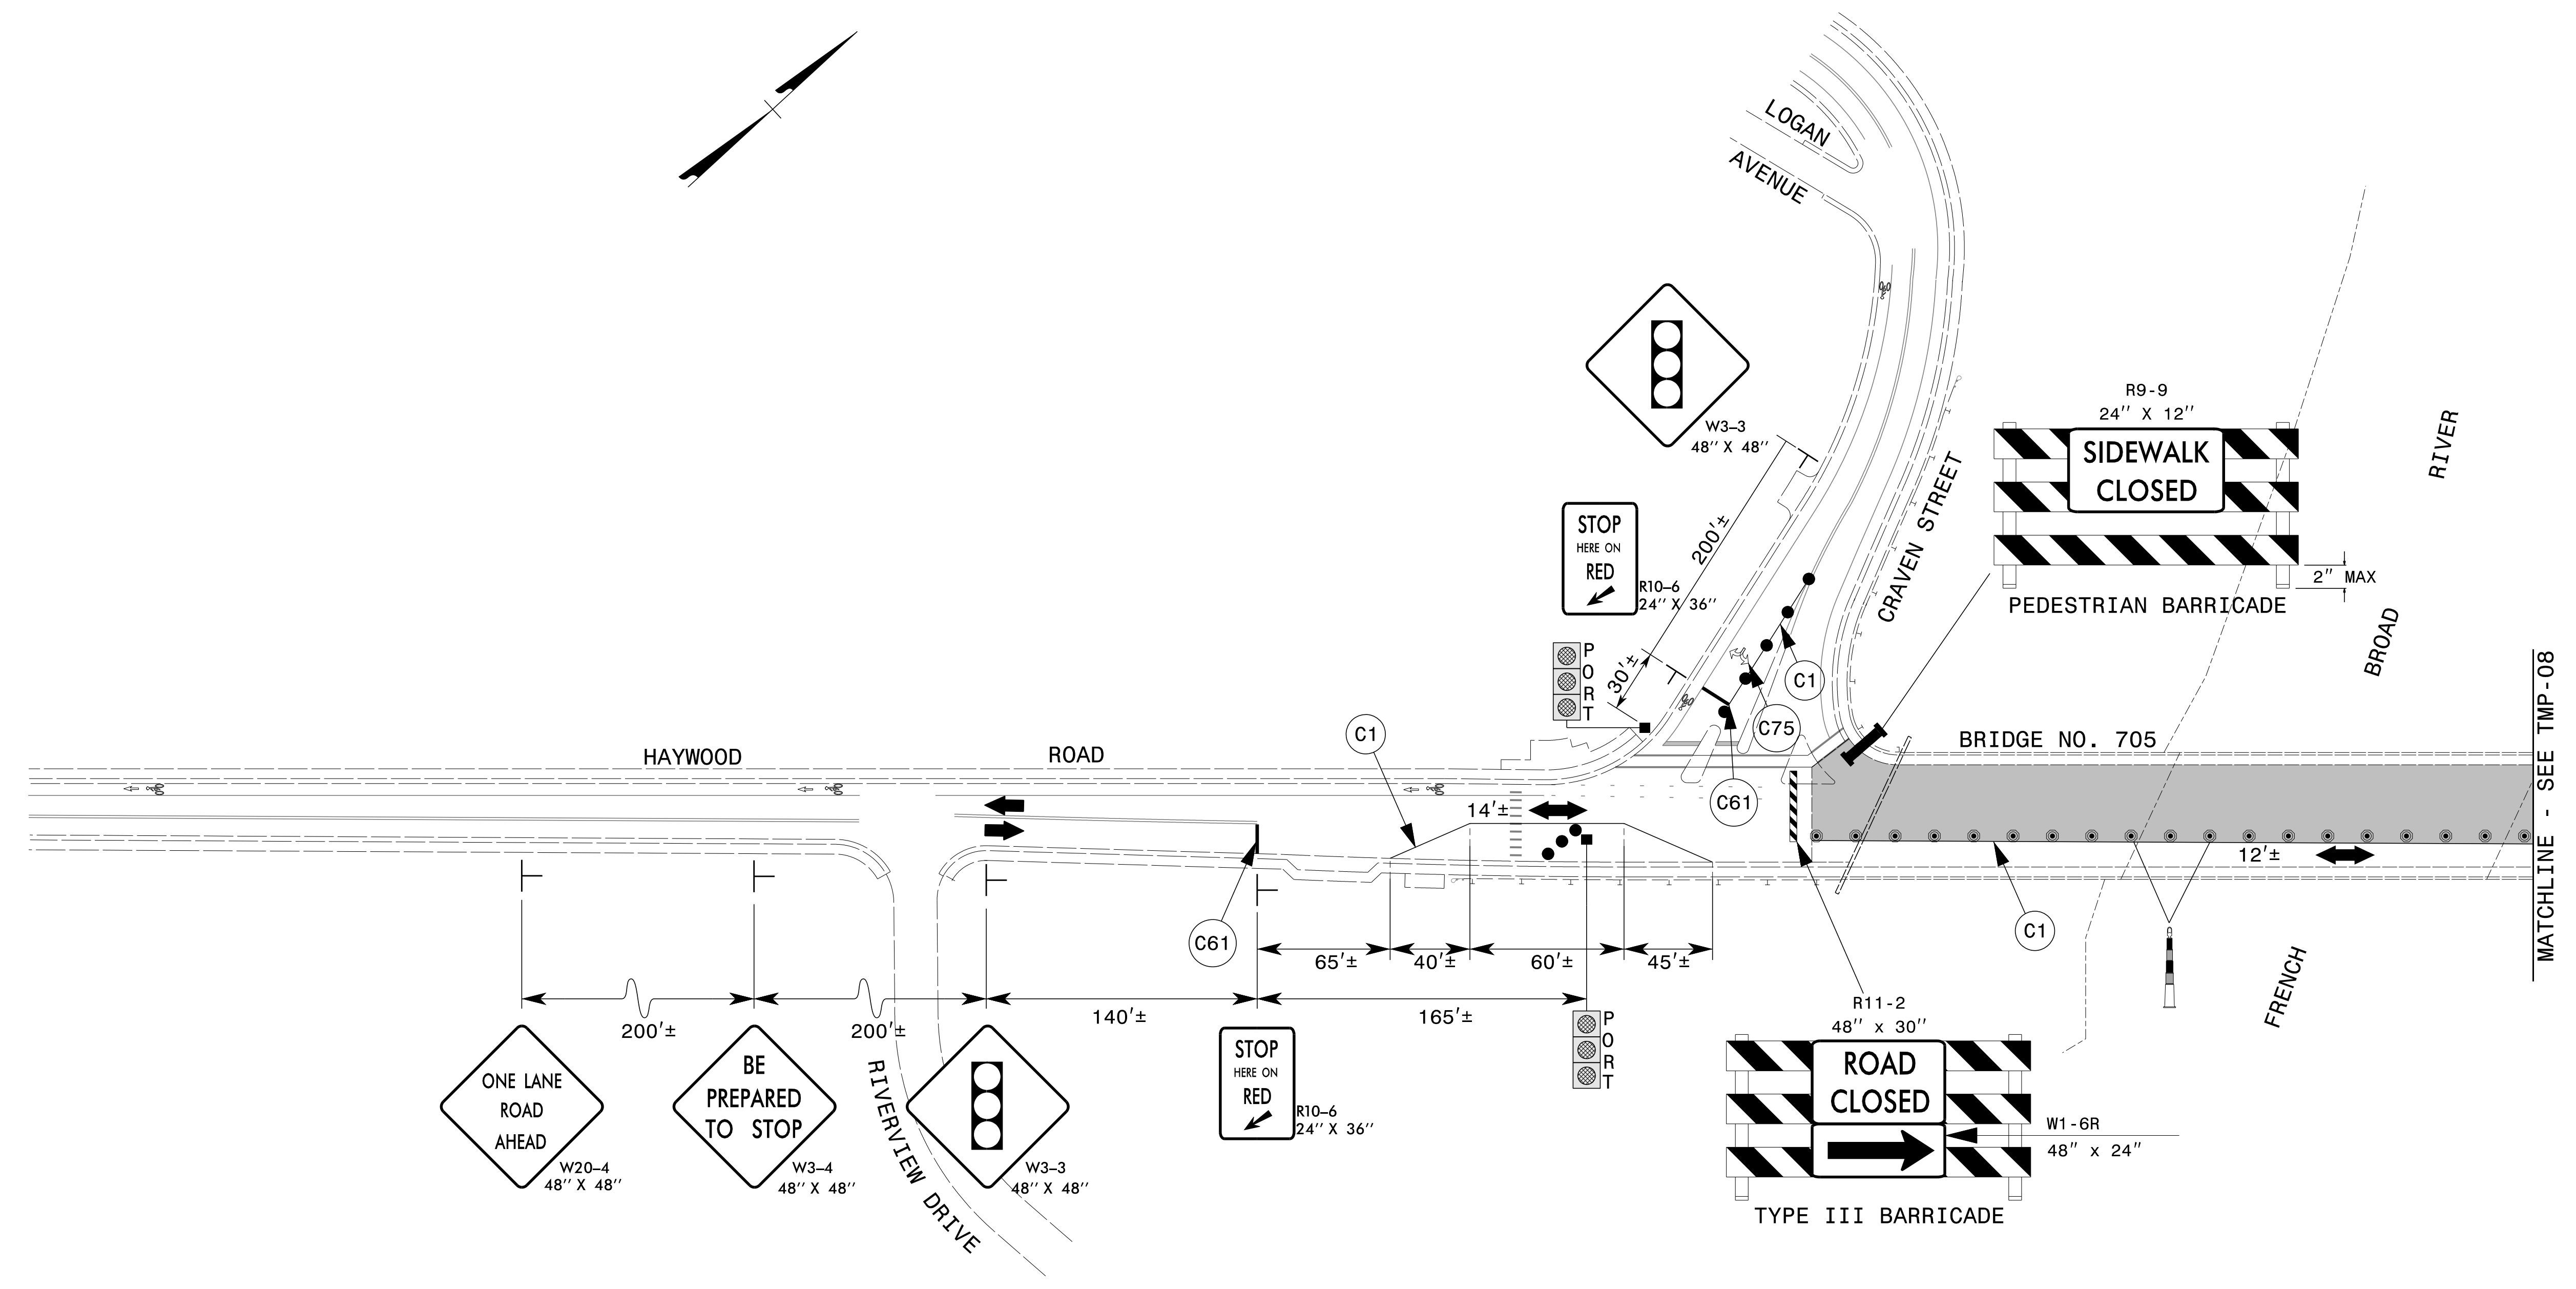 LOGAN
AVENUE
W3-3
48'' X 48''
R9-9
24'' X 12''
SIDEWALK
CLOSED
2'' MAX
PEDESTRIAN BARRICADE
RIVER
BROAD
FRENCH
CRAVEN STREET
STOP
HERE ON
RED
R10-6
24'' X 36''
200'±
30'±
PORT
C1
C75
C61
C1
HAYWOOD ROAD
BRIDGE NO. 705
MATCHLINE - SEE TMP-08
14'±
12'±
C1
C61
65'±
40'±
60'±
45'±
200'±
200'±
140'±
165'±
ONE LANE
ROAD
AHEAD
W20-4
48'' X 48''
BE
PREPARED
TO STOP
W3-4
48'' X 48''
RIVERVIEW DRIVE
W3-3
48'' X 48''
STOP
HERE ON
RED
R10-6
24'' X 36''
PORT
R11-2
48'' x 30''
ROAD
CLOSED
W1-6R
48" x 24"
TYPE III BARRICADE